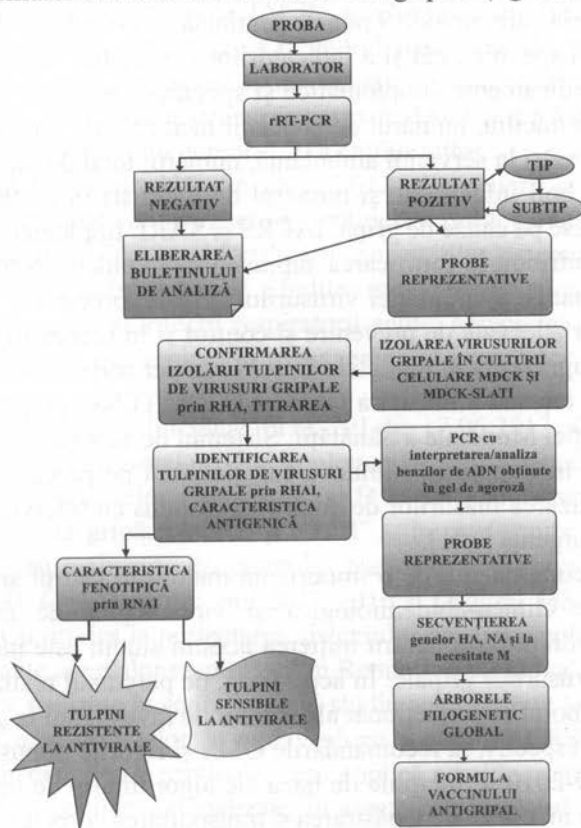 PROBA
LABORATOR
rRT-PCR
REZULTAT
NEGATIV
REZULTAT
POZITIV
TIP
SUBTIP
ELIBERAREA
BULETINULUI
DE ANALIZĂ
PROBE
REPREZENTATIVE
CONFIRMAREA
IZOLĂRII TULPINILOR
DE VIRUSURI GRIPALE
prin RHA, TITRAREA
IZOLAREA VIRUSURILOR
GRIPALE ÎN CULTURII
CELULARE MDCK ȘI
MDCK-SLATI
IDENTIFICAREA
TULPINILOR DE VIRUSURI
GRIPALE prin RHAI,
CARACTERISTICA
ANTIGENICĂ
PCR cu
interpretarea/analiza
benzilor de ADN obținute
în gel de agoroză
PROBE
REPREZENTATIVE
CARACTERISTICA
FENOTIPICĂ
prin RNAI
SECVENȚIEREA
genelor HA, NA și la
necesitate M
TULPINI
REZISTENTE
LA ANTIVIRALE
TULPINI
SENSIBILE
LA ANTIVIRALE
ARBORELE
FILOGENETIC
GLOBAL
FORMULA
VACCINULUI
ANTIGRIPAL